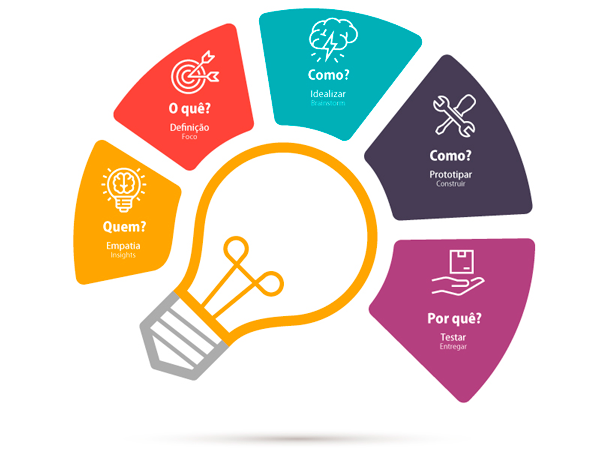 Quem?
Empatia
Insights
O quê?
Definição
Foco
Como?
Idealizar
Brainstorm
Como?
Prototipar
Construir
Por quê?
Testar
Entregar